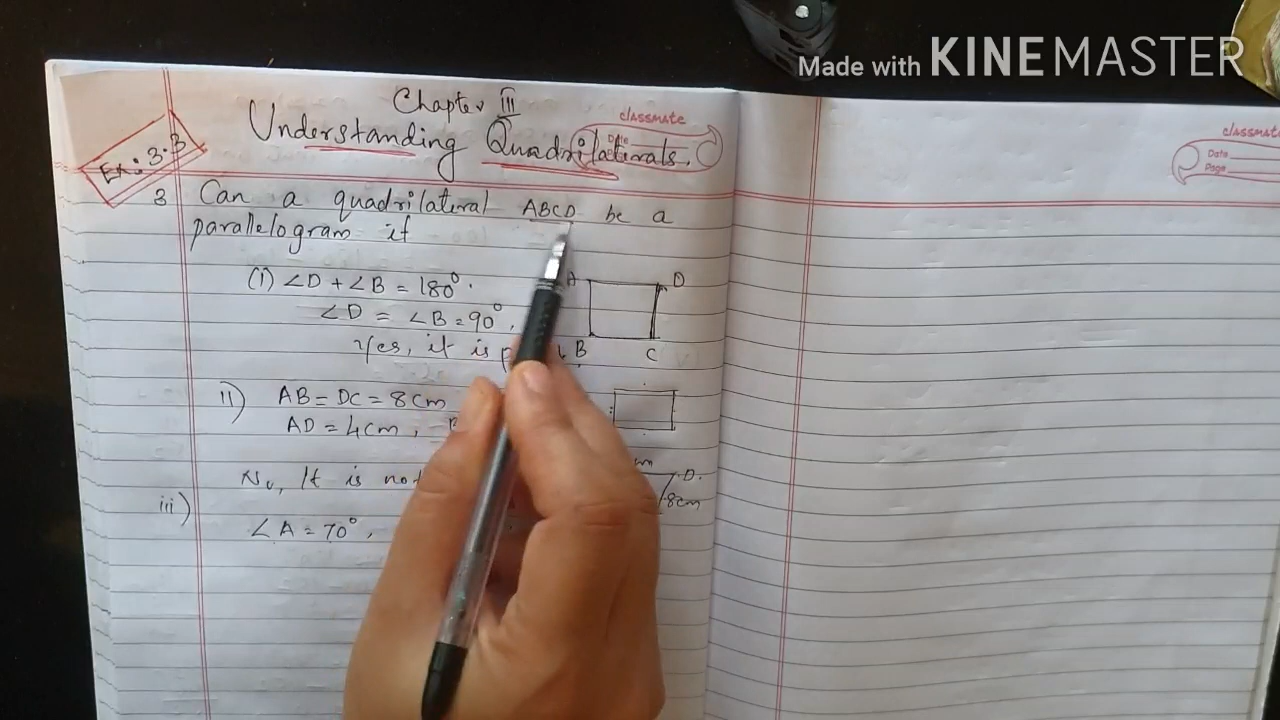 Made with KINEMASTER
Chapter III
Understanding Quadrilaterals.
Ex: 3.3
classmate
Date
classmate
Date
Page
3 Can a quadrilateral ABCD be a
parallelogram if
(i) ∠D + ∠B = 180°.
∠D = ∠B = 90°,
Yes, it is
A D
B C
ii) AB = DC = 8cm
AD = 4cm,
No, It is not
D.
8cm
iii)
∠A = 70°,